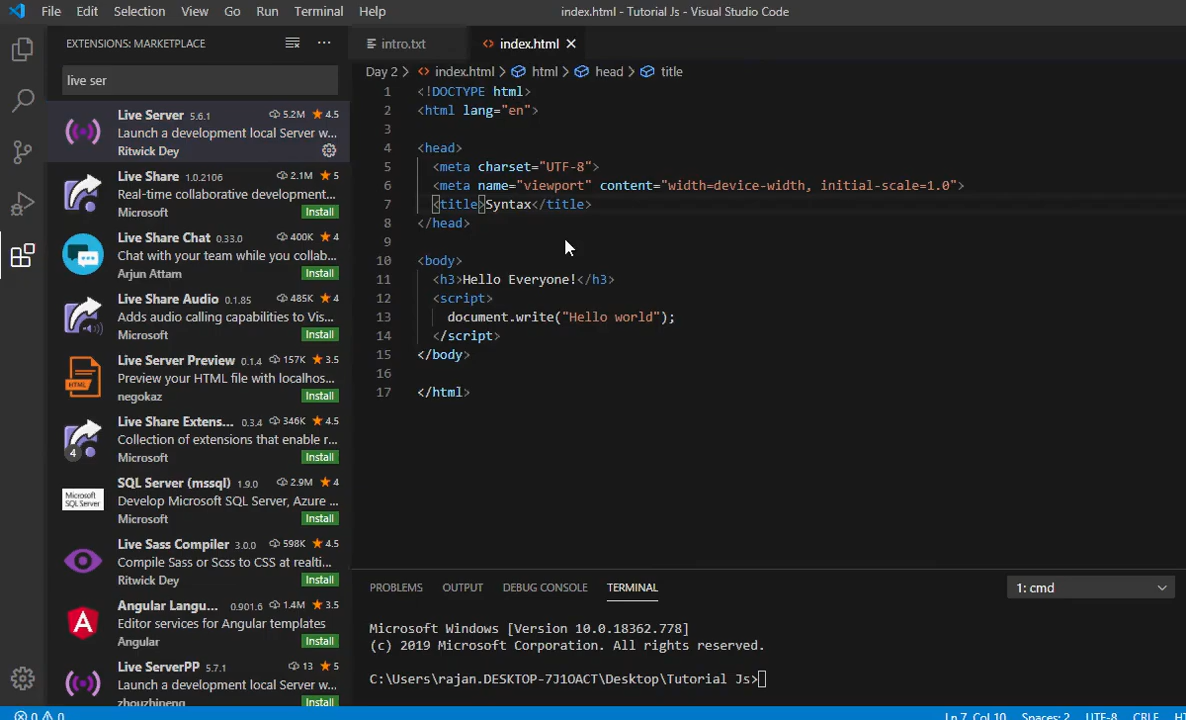 File Edit Selection View Go Run Terminal Help
index.html - Tutorial Js - Visual Studio Code
EXTENSIONS: MARKETPLACE
live ser
Live Server 5.6.1 5.2M 4.5
Launch a development local Server w...
Ritwick Dey
Live Share 1.0.2106 2.1M 5
Real-time collaborative development...
Microsoft Install
Live Share Chat 0.33.0 400K 4
Chat with your team while you collab...
Arjun Attam Install
Live Share Audio 0.1.85 485K 4
Adds audio calling capabilities to Vis...
Microsoft Install
Live Server Preview 0.1.4 157K 3.5
Preview your HTML file with localhos...
negokaz Install
Live Share Exten... 0.3.4 346K 4.5
Collection of extensions that enable r...
4
Microsoft Install
SQL Server (mssql) 1.9.0 2.9M 4
Microsoft
SQL Server
Develop Microsoft SQL Server, Azure ...
Microsoft Install
Live Sass Compiler 3.0.0 598K 4.5
Compile Sass or Scss to CSS at realti...
Ritwick Dey Install
Angular Langu... 0.901.6 1.4M 3.5
Editor services for Angular templates
Angular Install
Live ServerPP 5.7.1 13 5
Launch a development local Server w...
zhouzhipeng Install
intro.txt index.html
Day 2 > index.html > html > head > title
1 <!DOCTYPE html>
2 <html lang="en">
3
4 <head>
5 <meta charset="UTF-8">
6 <meta name="viewport" content="width=device-width, initial-scale=1.0">
7 <title>Syntax</title>
8 </head>
9
10 <body>
11 <h3>Hello Everyone!</h3>
12 <script>
13 document.write("Hello world");
14 </script>
15 </body>
16
17 </html>
PROBLEMS OUTPUT DEBUG CONSOLE TERMINAL 1: cmd
Microsoft Windows [Version 10.0.18362.778]
(c) 2019 Microsoft Corporation. All rights reserved.
C:\Users\rajan.DESKTOP-7J1OACT\Desktop\Tutorial Js>
0 0 Ln 7, Col 10 Spaces: 2 UTF-8 CRLF